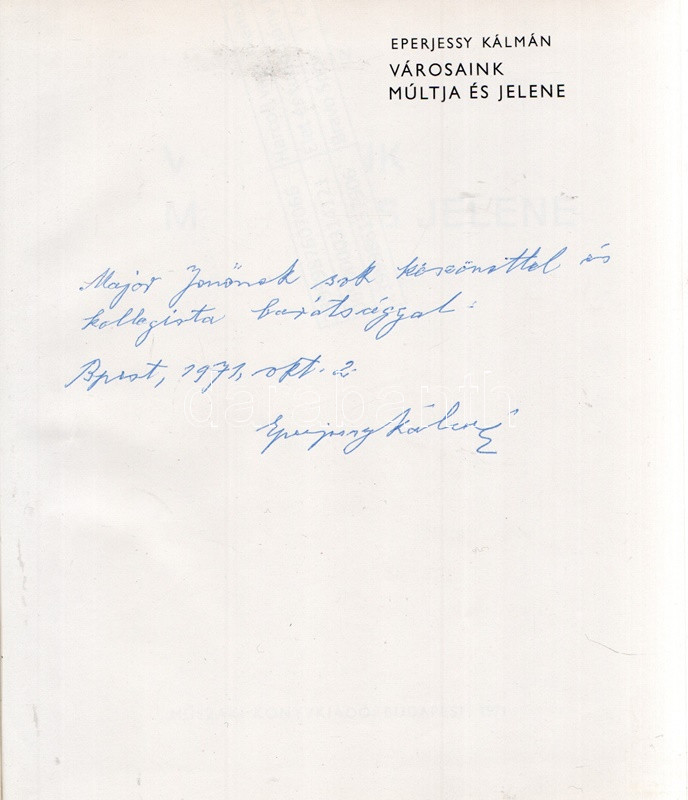 EPERJESSY KÁLMÁN
VÁROSAINK
MÚLTJA ÉS JELENE
Major Jenőnek sok köszönettel és
kollegista barátsággal:
Bpest, 1971, okt. 2.
Eperjessy Kálmán
darabanth